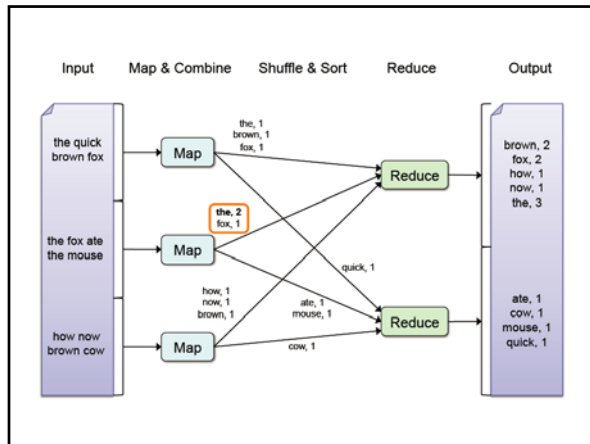 Input
Map & Combine
Shuffle & Sort
Reduce
Output
the quick
brown fox
the fox ate
the mouse
how now
brown cow
Map
Map
Map
the, 1
brown, 1
fox, 1
the, 2
fox, 1
how, 1
now, 1
brown, 1
quick, 1
ate, 1
mouse, 1
cow, 1
Reduce
Reduce
brown, 2
fox, 2
how, 1
now, 1
the, 3
ate, 1
cow, 1
mouse, 1
quick, 1